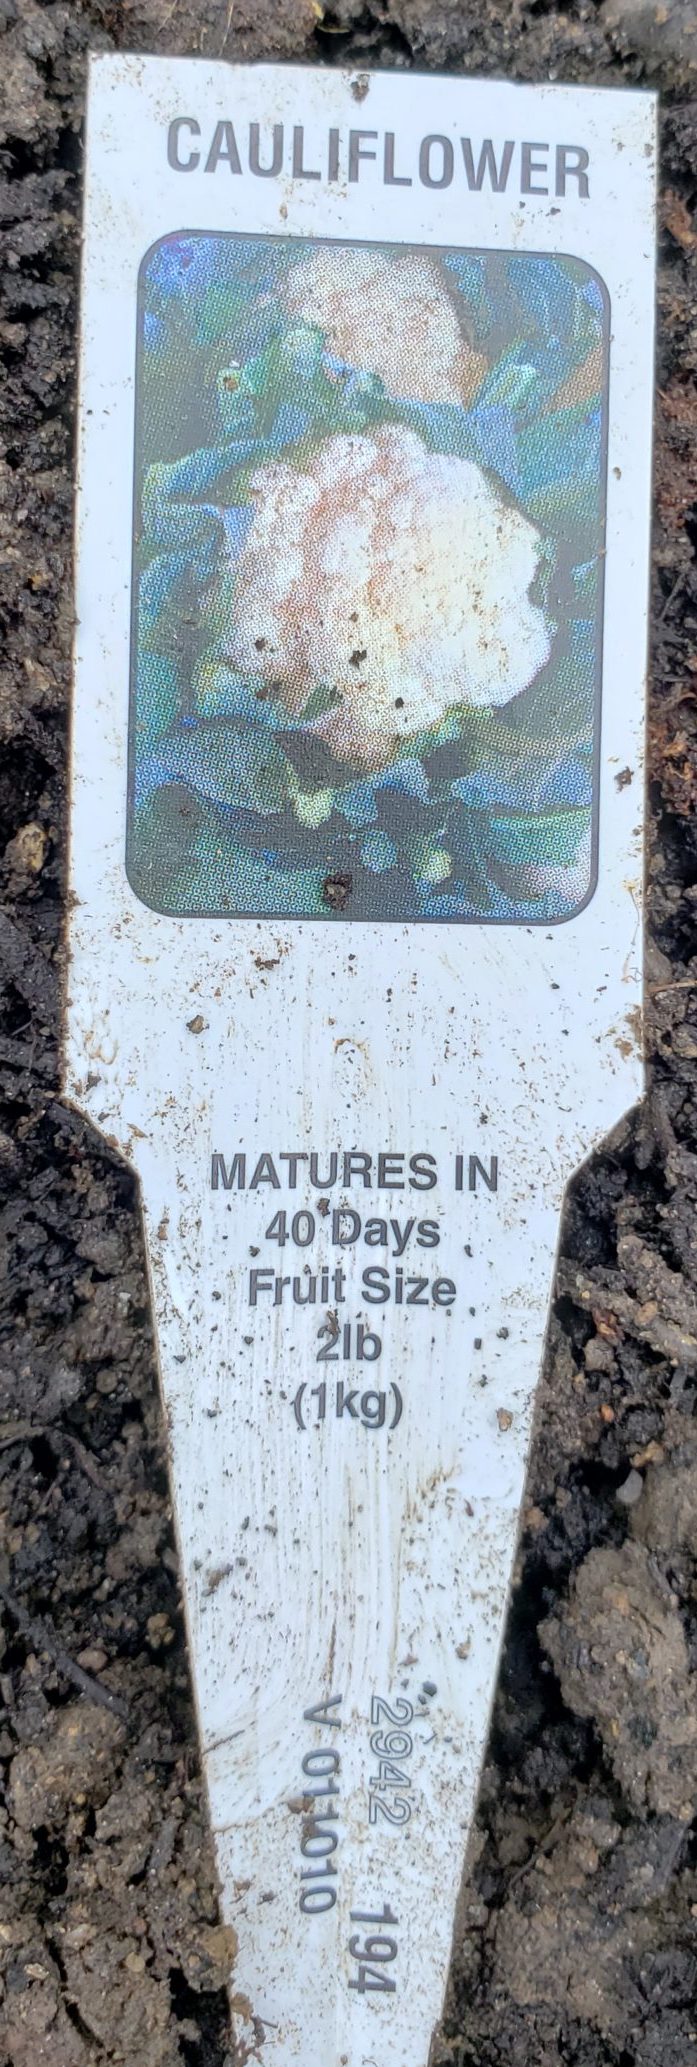 CAULIFLOWER
MATURES IN
40 Days
Fruit Size
2lb
(1kg)
2942 194
V 011010